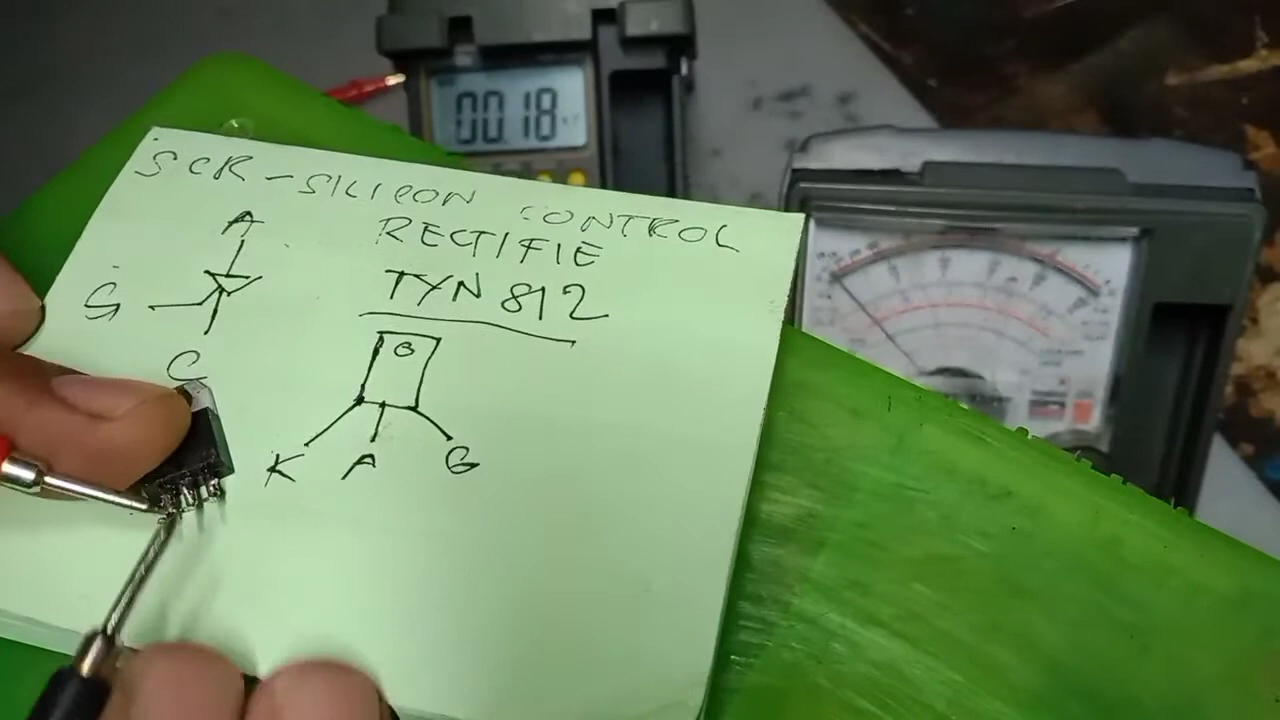 0018
SCR - SILICON CONTROL
RECTIFIE
TYN 812
A
G
C
K A G